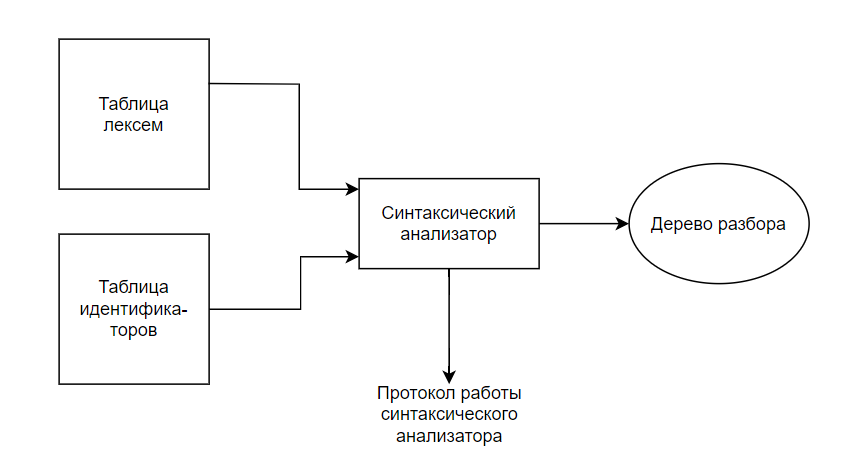 Таблица
лексем
Синтаксический
анализатор
Дерево разбора
Таблица
идентифика-
торов
Протокол работы
синтаксического
анализатора